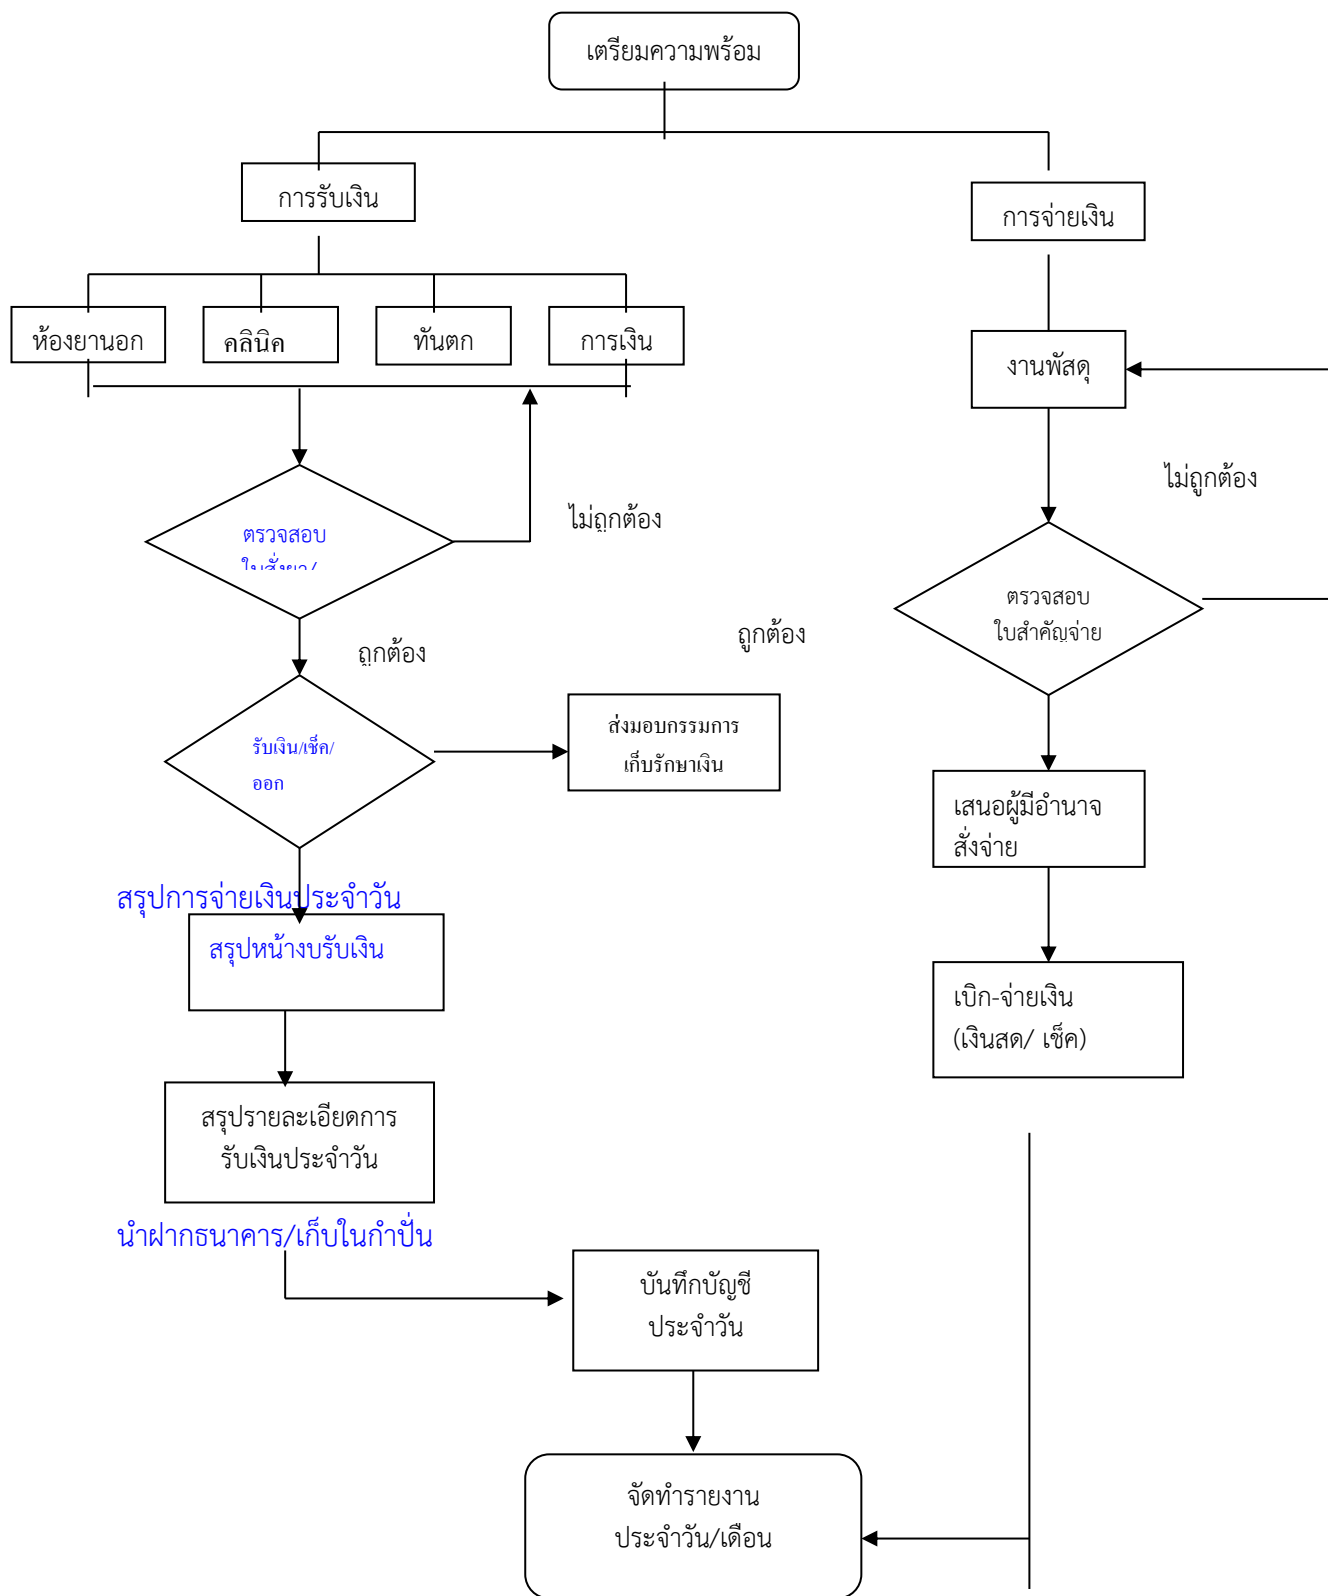 เตรียมความพร้อม
การรับเงิน
การจ่ายเงิน
ห้องยานอก
คลินิค
ทันตก
การเงิน
งานพัสดุ
ไม่ถูกต้อง
ไม่ถูกต้อง
ตรวจสอบ
ใบสั่งยา/
ตรวจสอบ
ใบสำคัญจ่าย
ถูกต้อง
ถูกต้อง
รับเงิน/เช็ค/
ออก
ส่งมอบกรรมการ
เก็บรักษาเงิน
เสนอผู้มีอำนาจ
สั่งจ่าย
สรุปการจ่ายเงินประจำวัน
สรุปหน้างบรับเงิน
เบิก-จ่ายเงิน
(เงินสด/ เช็ค)
สรุปรายละเอียดการ
รับเงินประจำวัน
นำฝากธนาคาร/เก็บในกำปั่น
บันทึกบัญชี
ประจำวัน
จัดทำรายงาน
ประจำวัน/เดือน